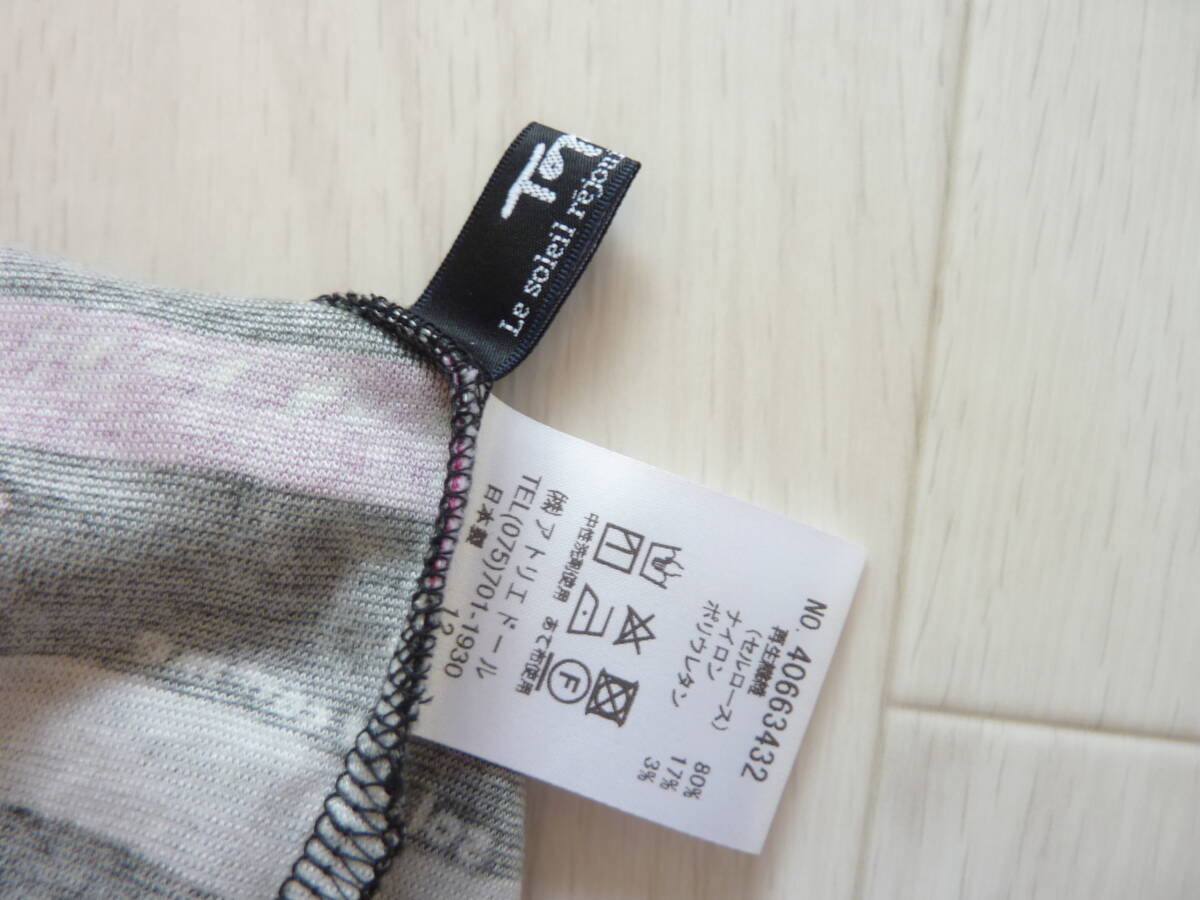 Le soleil réjoui
NO. 40663432
再生繊維
(セルロース) 80%
ナイロン 17%
ポリウレタン 3%
中性洗剤使用 あて布使用
F
(株)アトリエドール
TEL(075)701-1930
日本製 12